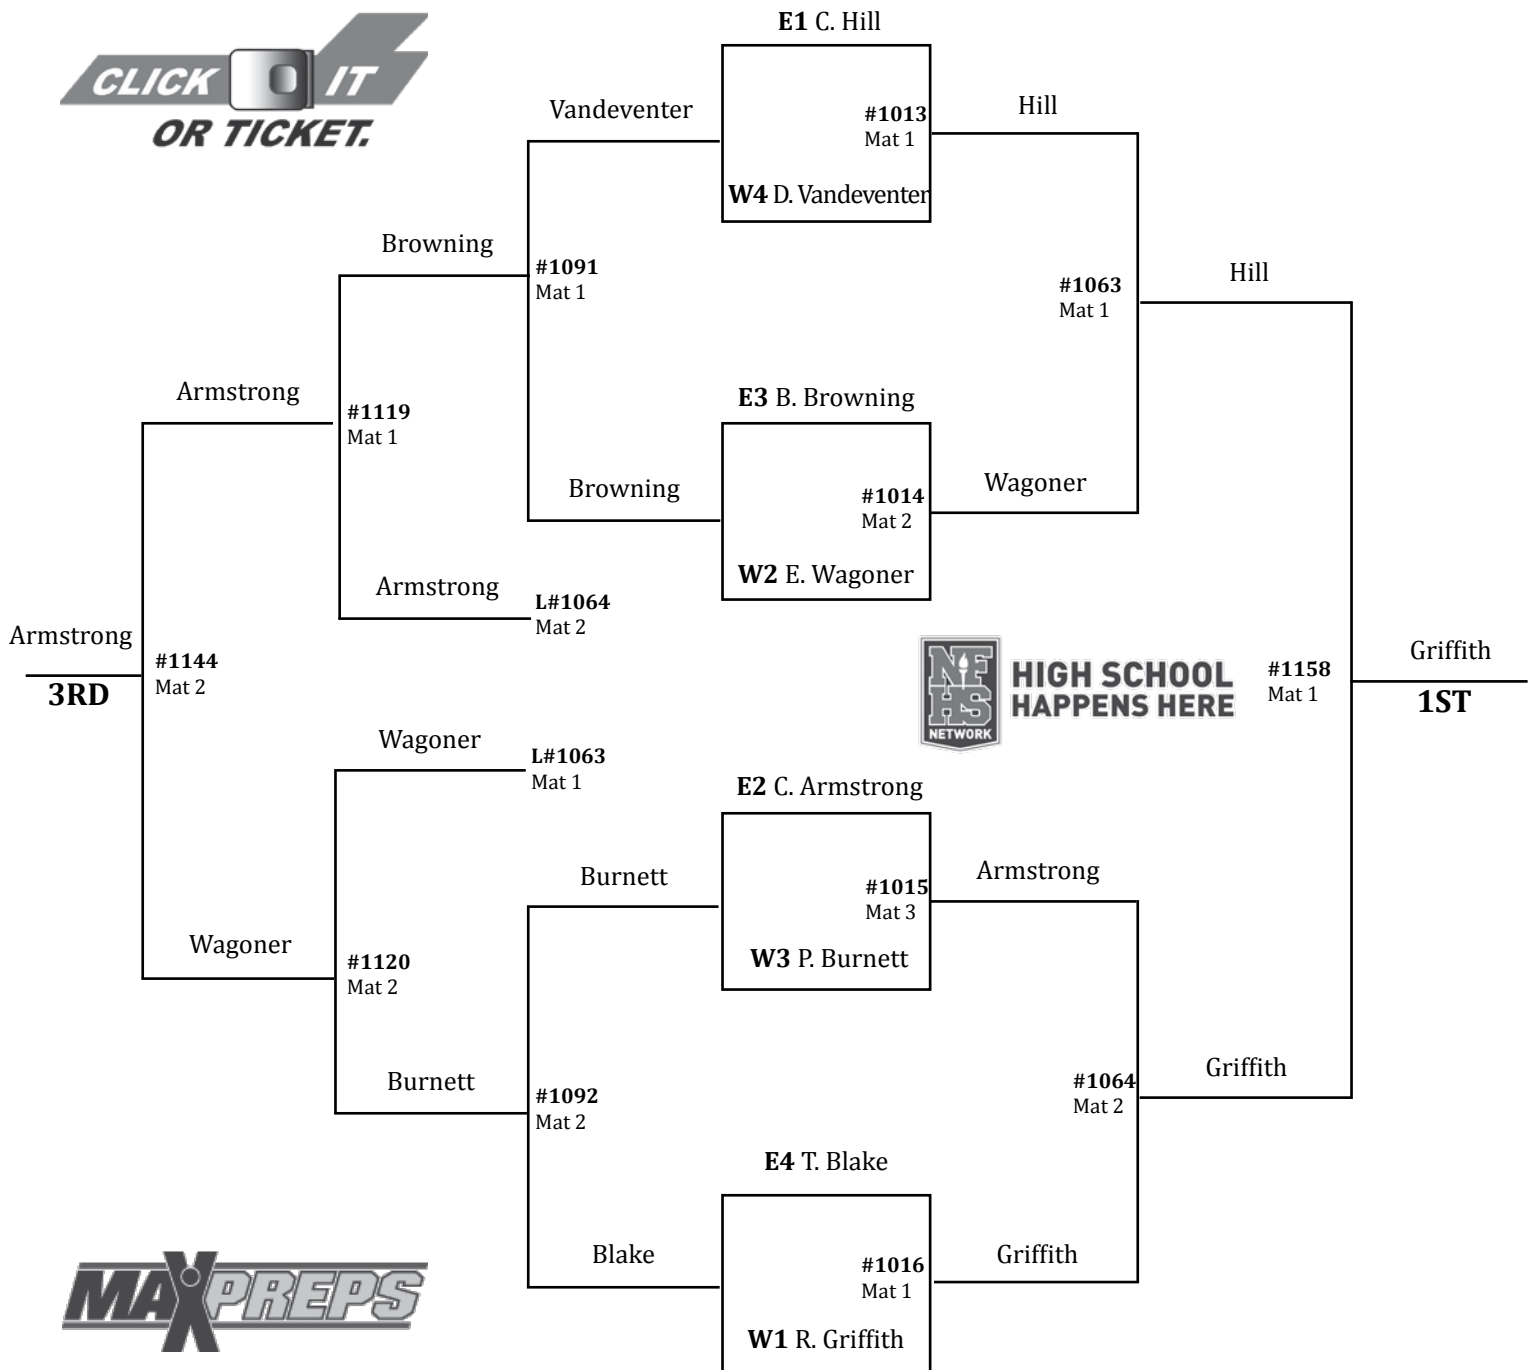 E1 C. Hill
CLICK IT
OR TICKET.
Vandeventer
#1013
Mat 1
Hill
W4 D. Vandeventer
Browning
#1091
Mat 1
#1063
Mat 1
Hill
Armstrong
#1119
Mat 1
E3 B. Browning
Browning
#1014
Mat 2
Wagoner
W2 E. Wagoner
Armstrong
L#1064
Mat 2
Armstrong
3RD
#1144
Mat 2
NFHS
NETWORK
HIGH SCHOOL
HAPPENS HERE
#1158
Mat 1
Griffith
1ST
Wagoner
L#1063
Mat 1
E2 C. Armstrong
Burnett
#1015
Mat 3
Armstrong
W3 P. Burnett
Wagoner
#1120
Mat 2
Burnett
#1092
Mat 2
#1064
Mat 2
Griffith
E4 T. Blake
Blake
#1016
Mat 1
Griffith
W1 R. Griffith
MAXPREPS